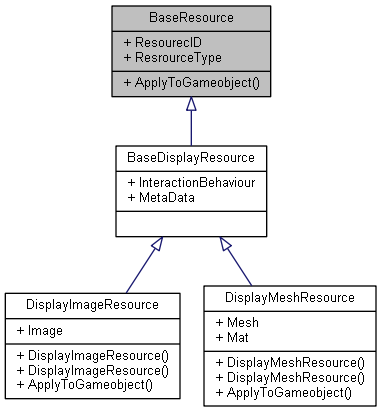 BaseResource
+ ResourecID
+ ResrourceType
+ ApplyToGameobject()
BaseDisplayResource
+ InteractionBehaviour
+ MetaData
DisplayImageResource
+ Image
+ DisplayImageResource()
+ DisplayImageResource()
+ ApplyToGameobject()
DisplayMeshResource
+ Mesh
+ Mat
+ DisplayMeshResource()
+ DisplayMeshResource()
+ ApplyToGameobject()